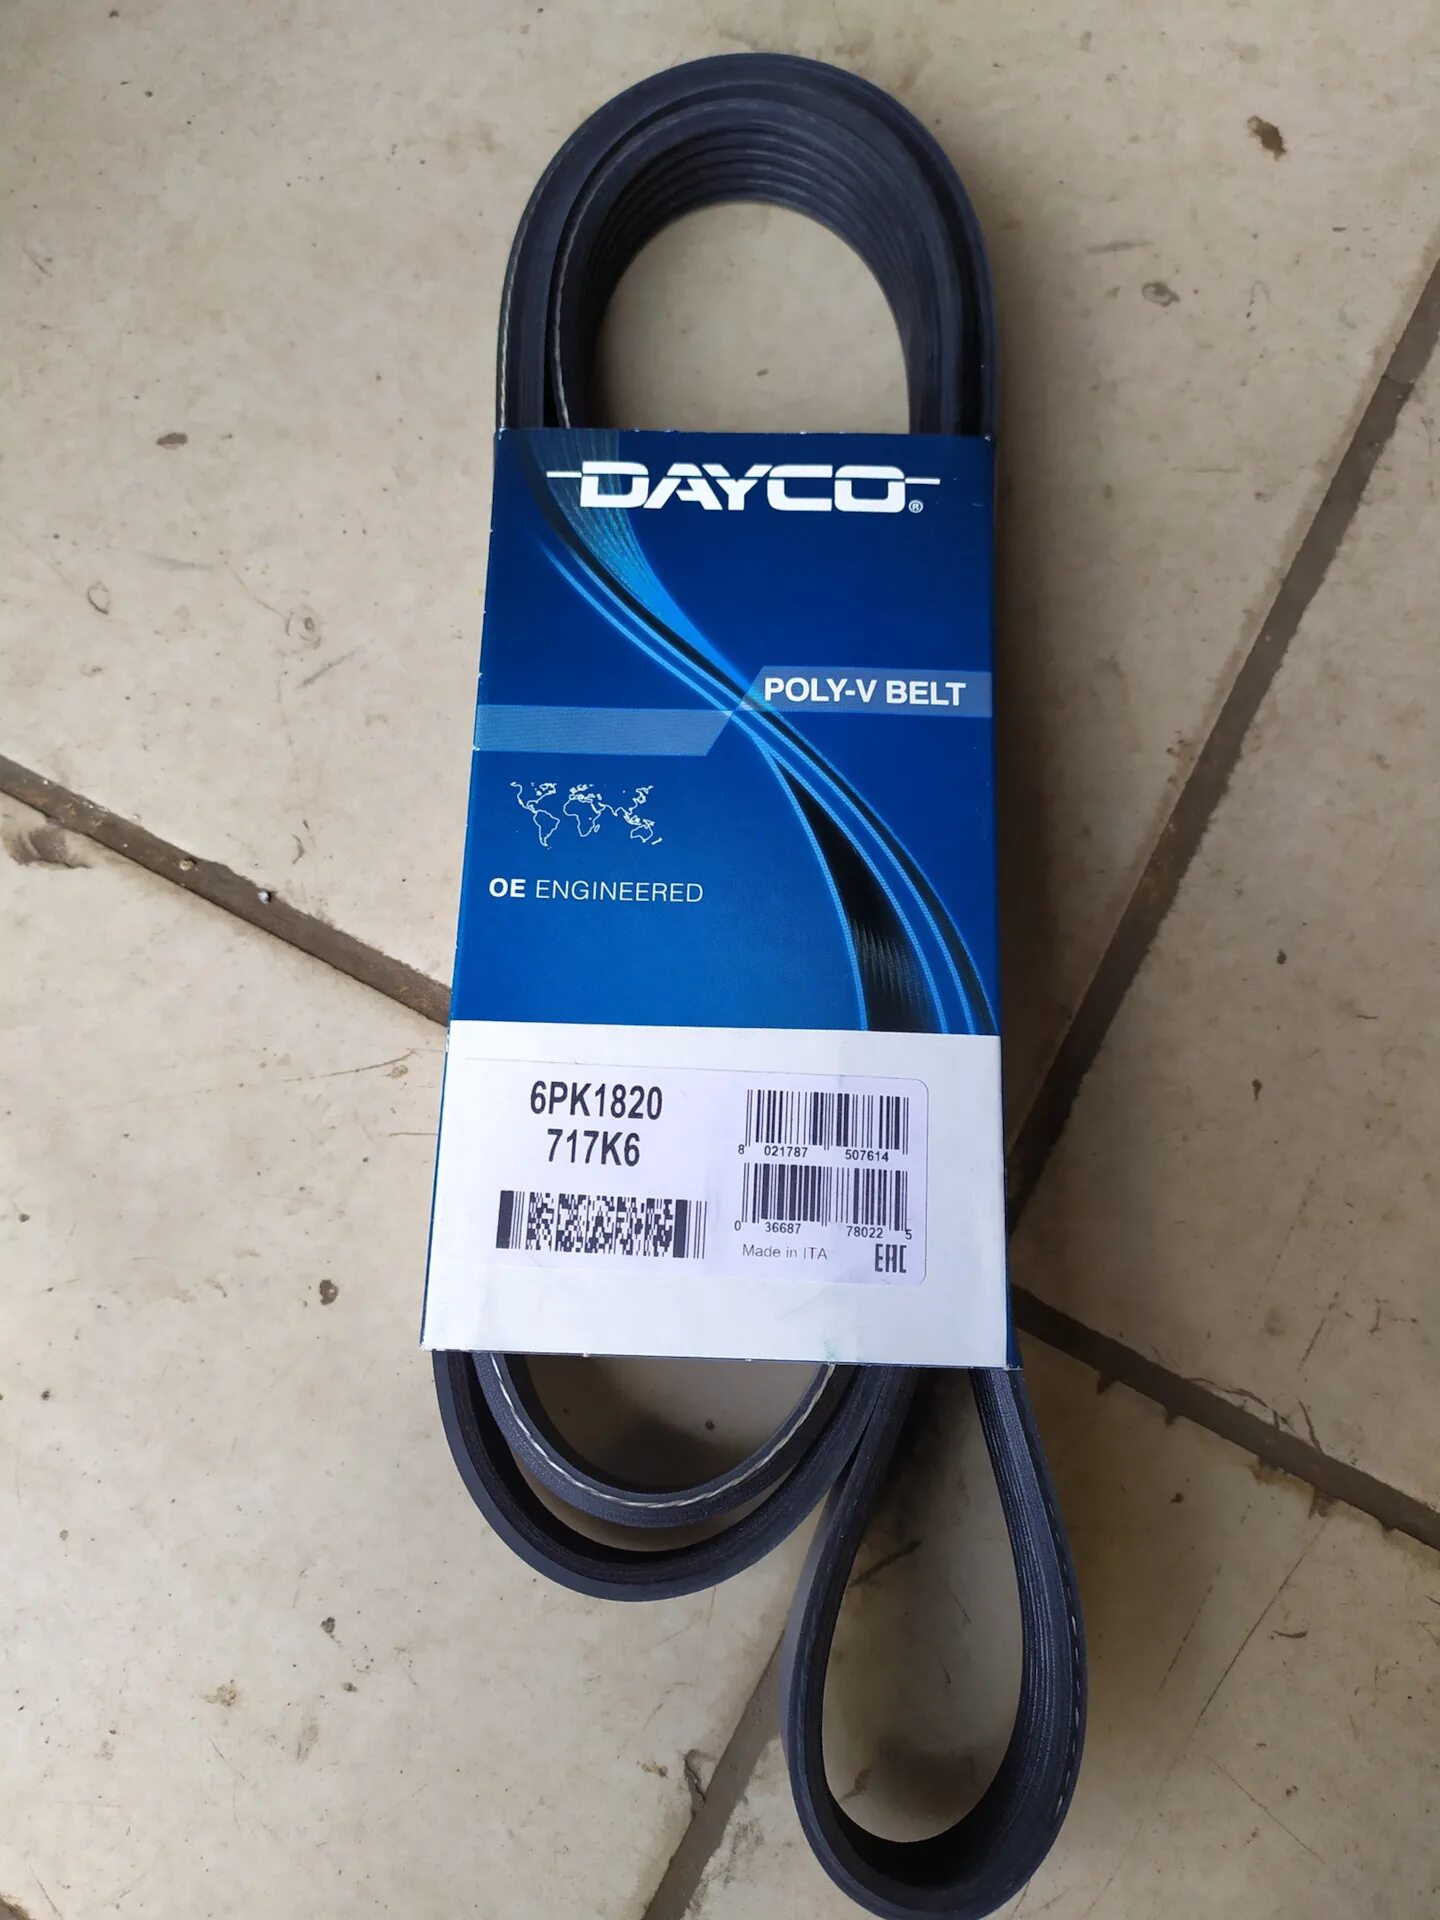 DAYCO®
POLY-V BELT
OE ENGINEERED
6PK1820
717K6
8 021787 507614
0 36687 78022 5
Made in ITA
EAC